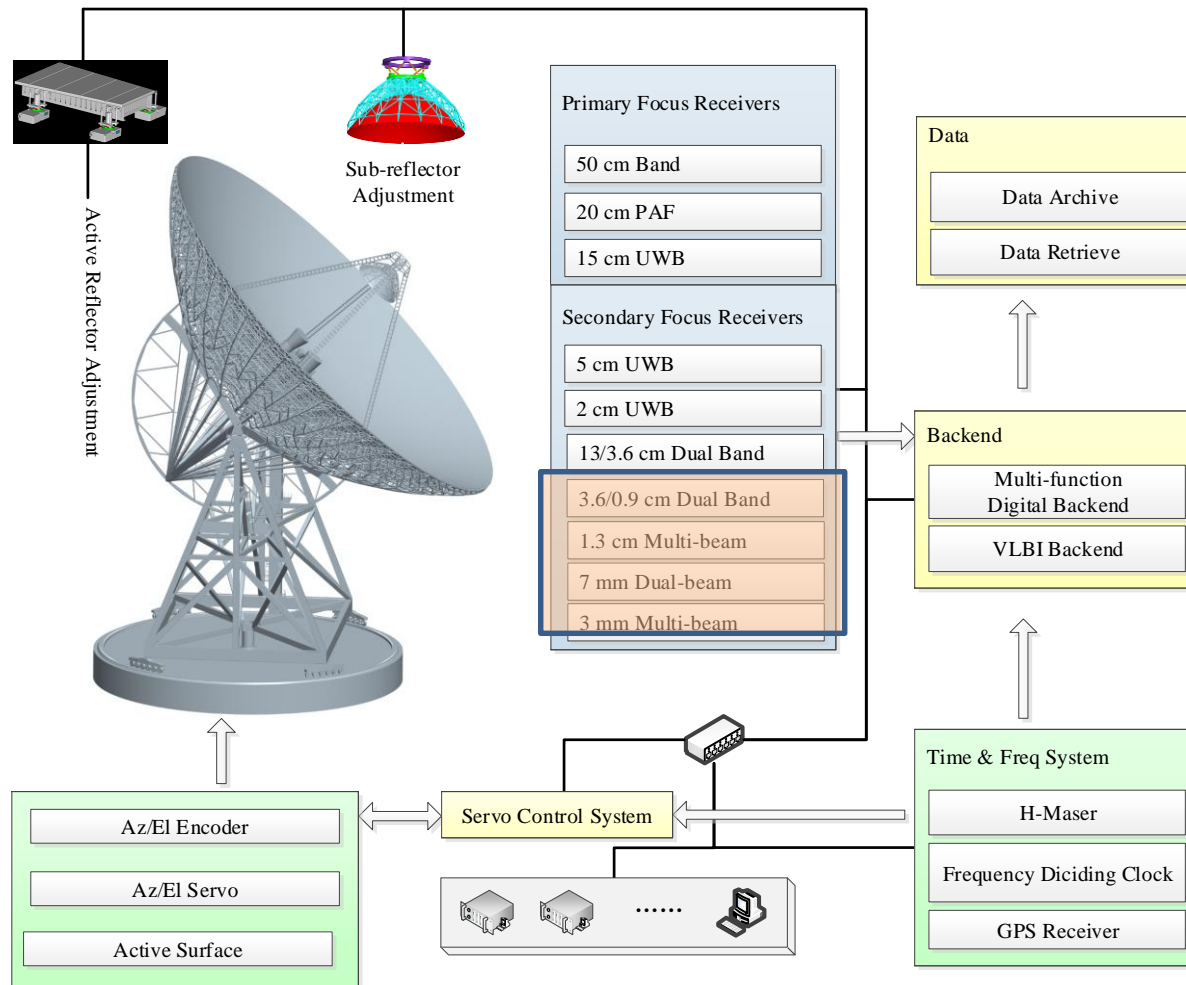 Sub-reflector
Adjustment
Active Reflector Adjustment
Primary Focus Receivers
50 cm Band
20 cm PAF
15 cm UWB
Secondary Focus Receivers
5 cm UWB
2 cm UWB
13/3.6 cm Dual Band
3.6/0.9 cm Dual Band
1.3 cm Multi-beam
7 mm Dual-beam
3 mm Multi-beam
Data
Data Archive
Data Retrieve
Backend
Multi-function
Digital Backend
VLBI Backend
Time & Freq System
H-Maser
Frequency Diciding Clock
GPS Receiver
Servo Control System
Az/El Encoder
Az/El Servo
Active Surface
......